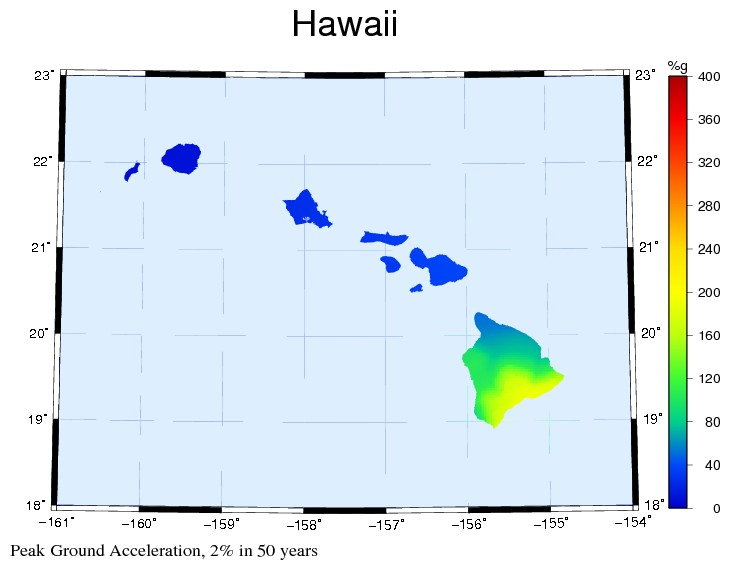 Hawaii
%g
23° 23° 400
360
22° 22° 320
280
21° 21° 240
200
20° 20° 160
120
19° 19° 80
40
18° 18° 0
-161° -160° -159° -158° -157° -156° -155° -154°
Peak Ground Acceleration, 2% in 50 years